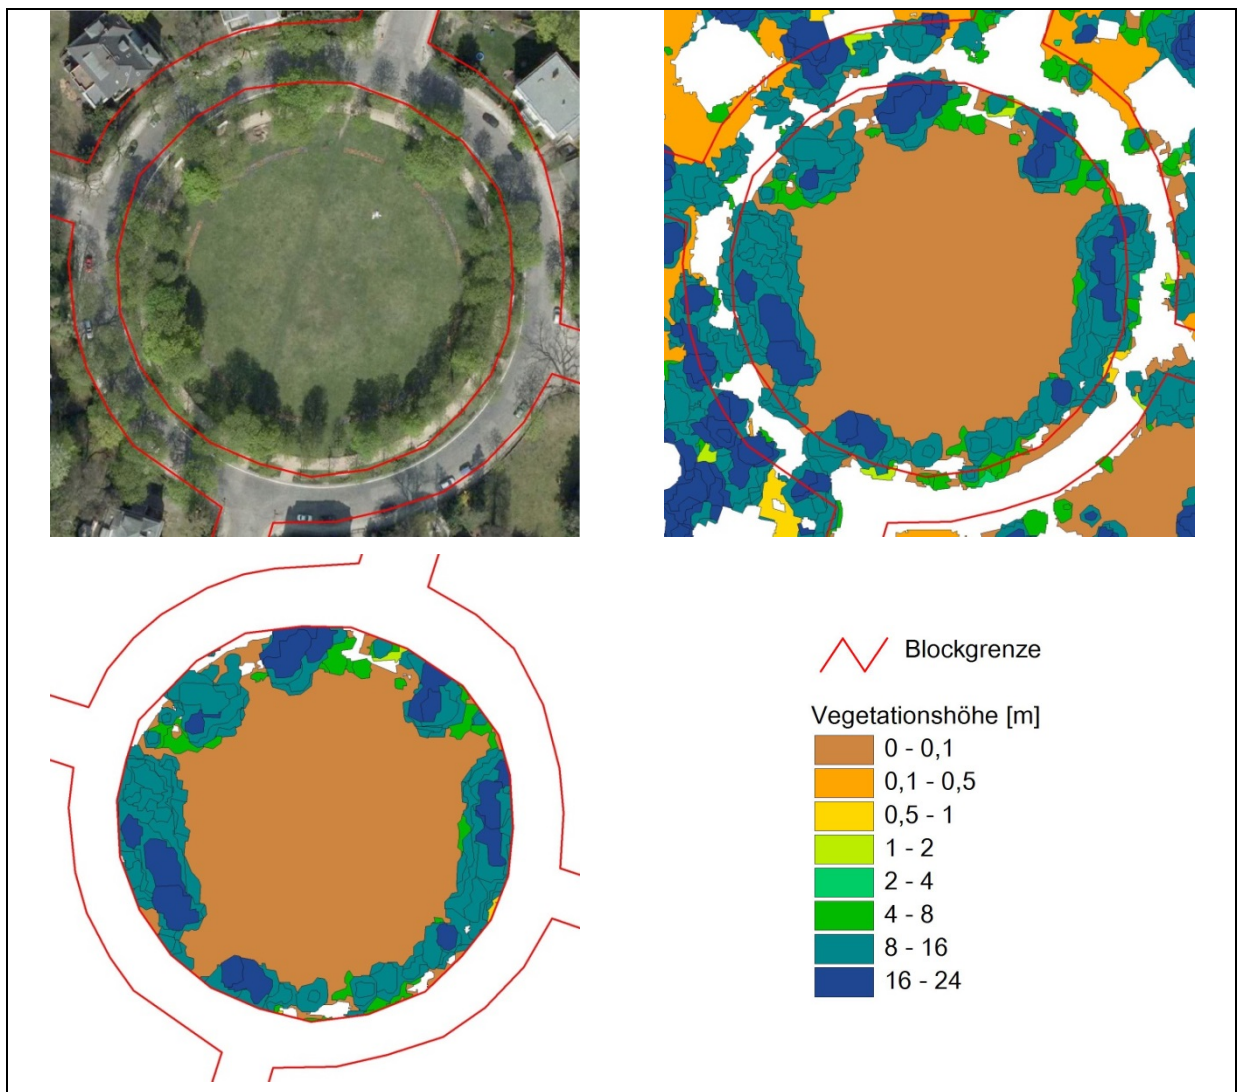 Blockgrenze
Vegetationshöhe [m]
0 - 0,1
0,1 - 0,5
0,5 - 1
1 - 2
2 - 4
4 - 8
8 - 16
16 - 24